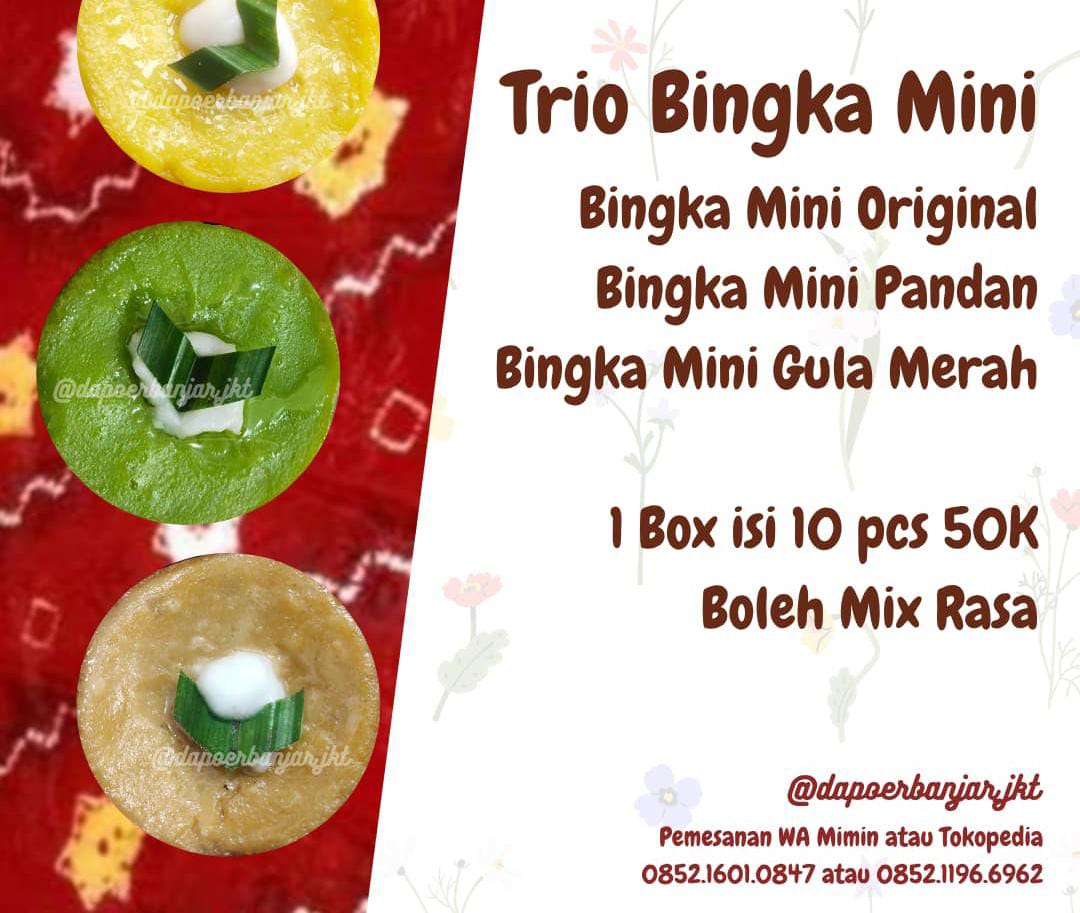 @dapoerbanjar.jkt
Trio Bingka Mini
Bingka Mini Original
Bingka Mini Pandan
Bingka Mini Gula Merah
@dapoerbanjar.jkt
1 Box isi 10 pcs 50K
Boleh Mix Rasa
@dapoerbanjar.jkt
@dapoerbanjar.jkt
Pemesanan WA Mimin atau Tokopedia
0852.1601.0847 atau 0852.1196.6962